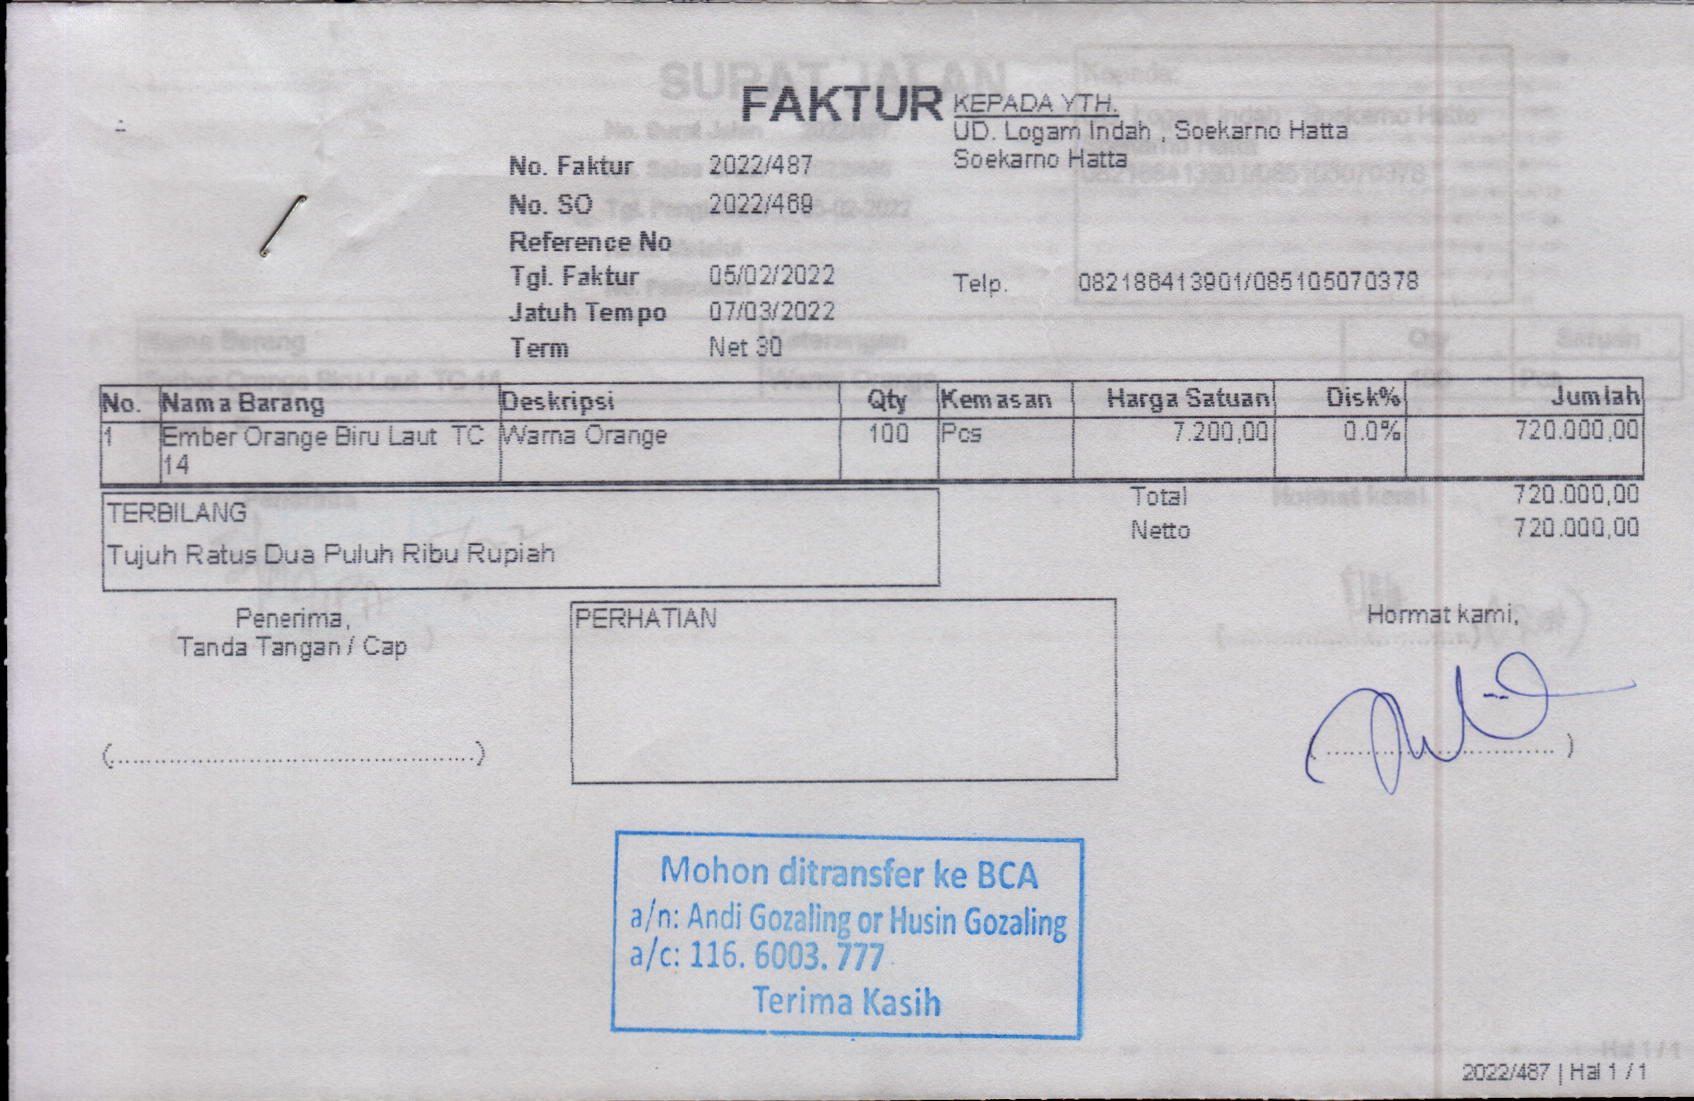 FAKTUR
KEPADA YTH.
UD. Logam Indah , Soekarno Hatta
Soekarno Hatta
No. Faktur 2022/487
No. SO 2022/469
Reference No
Tgl. Faktur 05/02/2022
Telp. 082186413901/085105070378
Jatuh Tempo 07/03/2022
Term Net 30
No. Nama Barang Deskripsi Qty Kemasan Harga Satuan Disk% Jumlah
1 Ember Orange Biru Laut TC Warna Orange 100 Pcs 7.200,00 0.0% 720.000,00
14
Total 720.000,00
TERBILANG
Netto 720.000,00
Tujuh Ratus Dua Puluh Ribu Rupiah
Penerima,
Tanda Tangan / Cap
PERHATIAN
Hormat kami,
Mohon ditransfer ke BCA
a/n: Andi Gozaling or Husin Gozaling
a/c: 116. 6003. 777
Terima Kasih
2022/487 | Hal 1 / 1